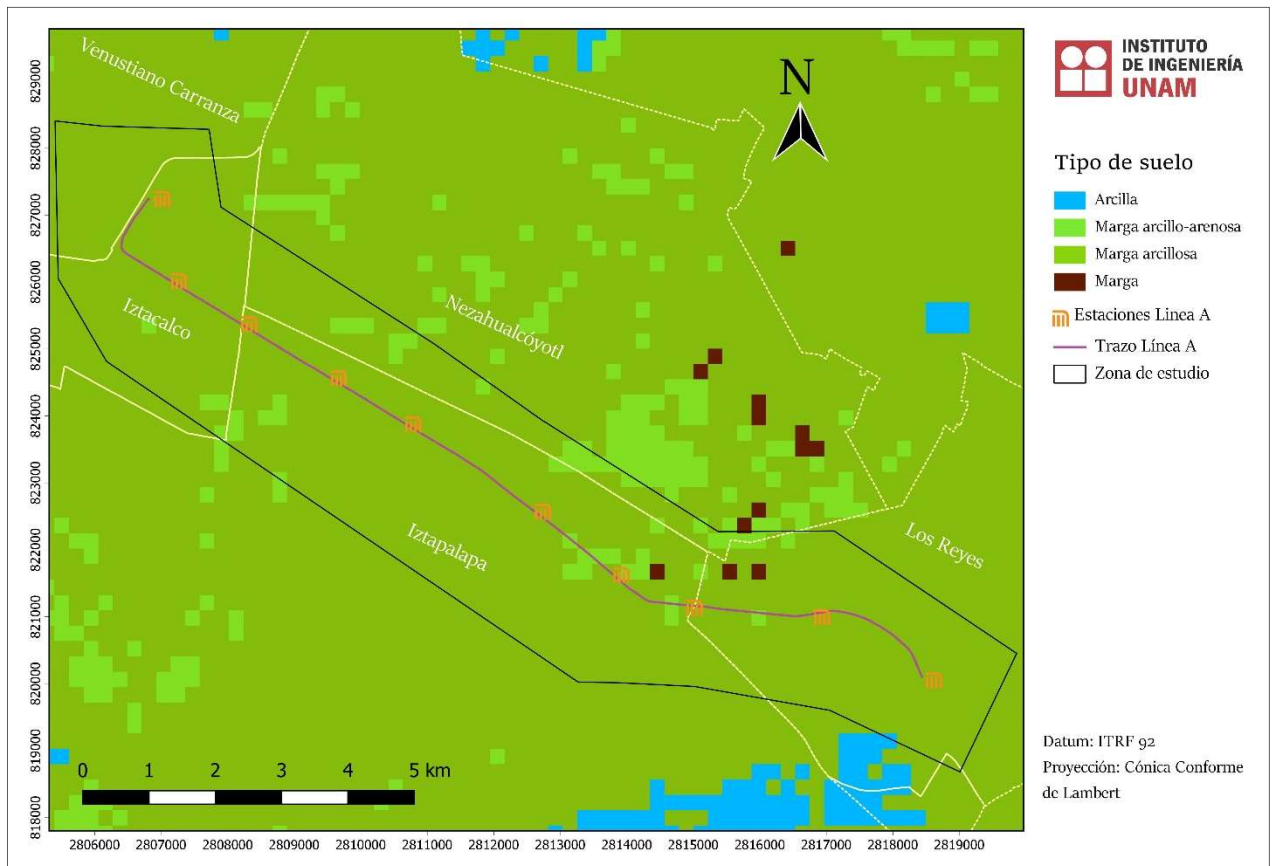 Venustiano Carranza
N
Iztacalco
Nezahualcóyotl
Iztapalapa
Los Reyes
829000
828000
827000
826000
825000
824000
823000
822000
821000
820000
819000
818000
0 1 2 3 4 5 km
2806000 2807000 2808000 2809000 2810000 2811000 2812000 2813000 2814000 2815000 2816000 2817000 2818000 2819000
INSTITUTO
DE INGENIERÍA
UNAM
Tipo de suelo
Arcilla
Marga arcillo-arenosa
Marga arcillosa
Marga
Estaciones Linea A
Trazo Línea A
Zona de estudio
Datum: ITRF 92
Proyección: Cónica Conforme
de Lambert